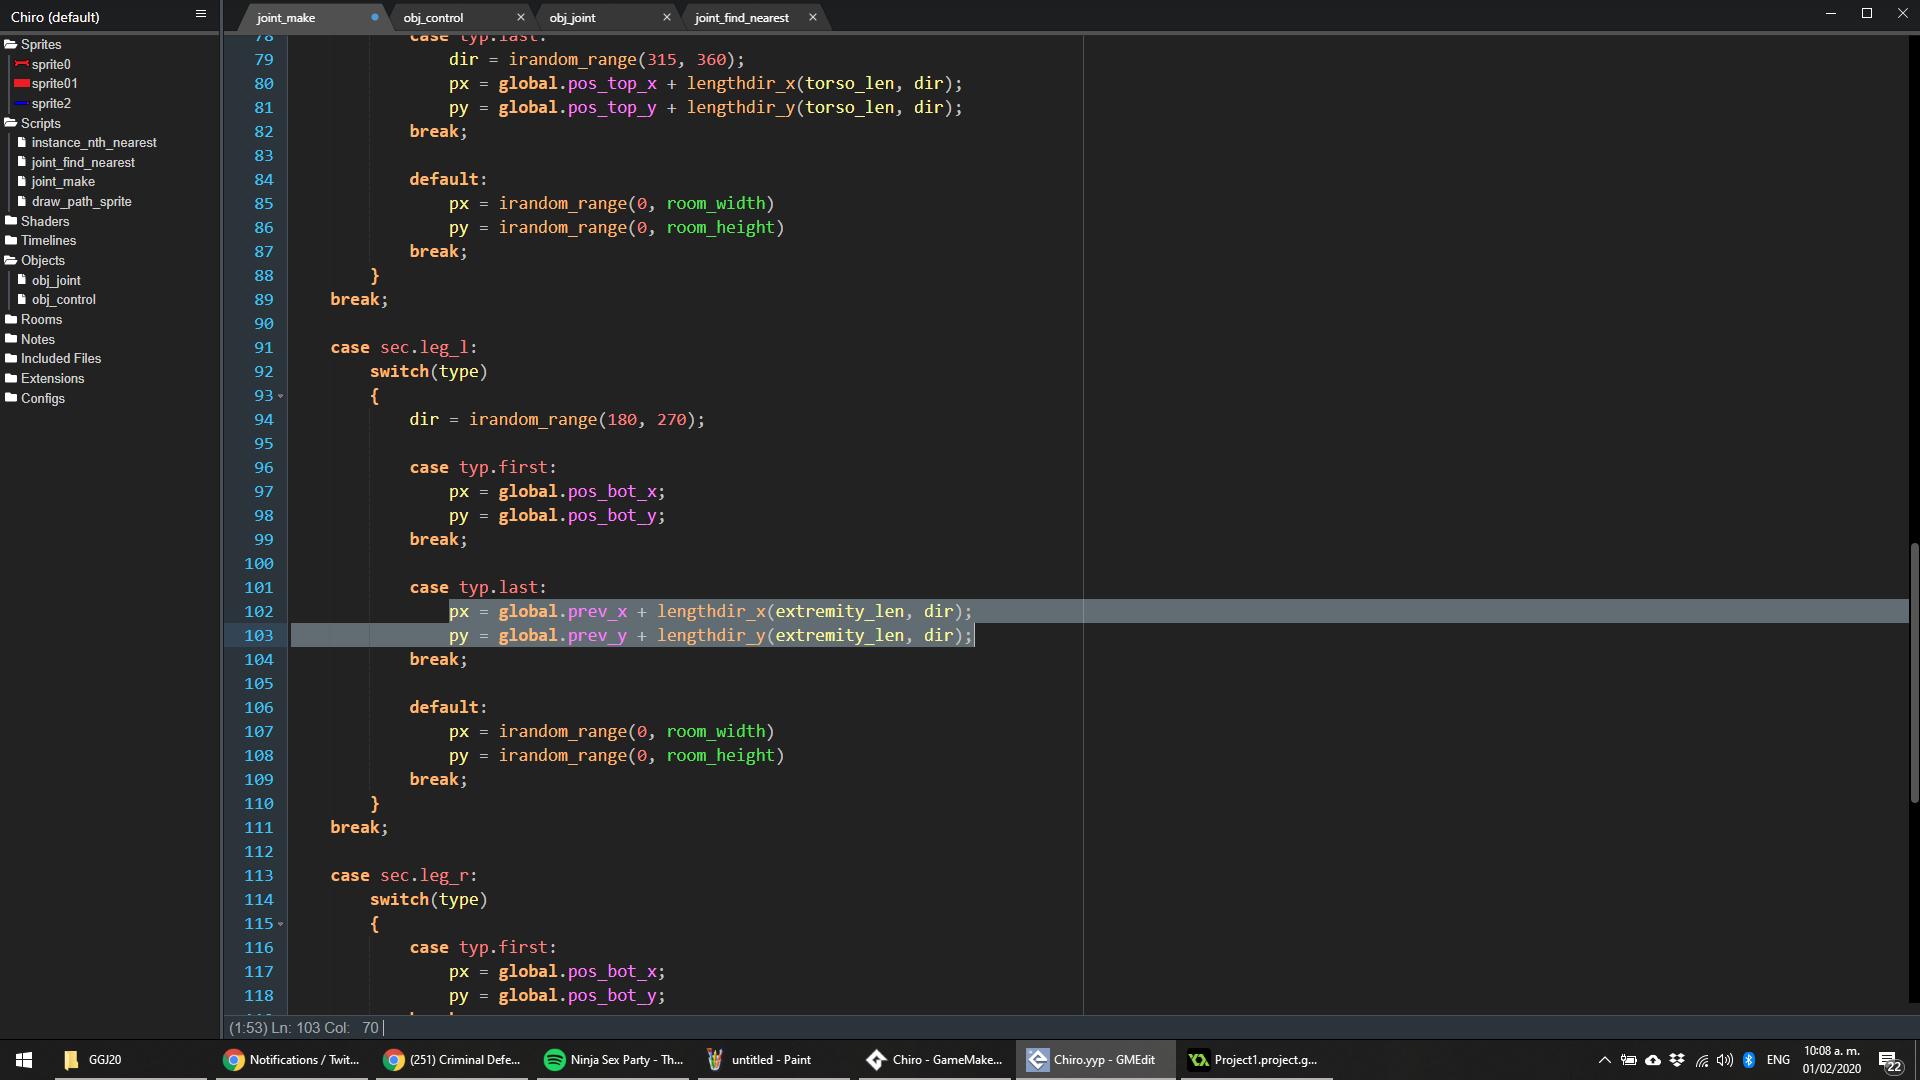 Chiro (default)
joint_make
obj_control
obj_joint
joint_find_nearest
Sprites
sprite0
sprite01
sprite2
Scripts
instance_nth_nearest
joint_find_nearest
joint_make
draw_path_sprite
Shaders
Timelines
Objects
obj_joint
obj_control
Rooms
Notes
Included Files
Extensions
Configs
78 case typ.last:
79 dir = irandom_range(315, 360);
80 px = global.pos_top_x + lengthdir_x(torso_len, dir);
81 py = global.pos_top_y + lengthdir_y(torso_len, dir);
82 break;
83
84 default:
85 px = irandom_range(0, room_width)
86 py = irandom_range(0, room_height)
87 break;
88 }
89 break;
90
91 case sec.leg_l:
92 switch(type)
93 {
94 dir = irandom_range(180, 270);
95
96 case typ.first:
97 px = global.pos_bot_x;
98 py = global.pos_bot_y;
99 break;
100
101 case typ.last:
102 px = global.prev_x + lengthdir_x(extremity_len, dir);
103 py = global.prev_y + lengthdir_y(extremity_len, dir);
104 break;
105
106 default:
107 px = irandom_range(0, room_width)
108 py = irandom_range(0, room_height)
109 break;
110 }
111 break;
112
113 case sec.leg_r:
114 switch(type)
115 {
116 case typ.first:
117 px = global.pos_bot_x;
118 py = global.pos_bot_y;
(1:53) Ln: 103 Col: 70
GGJ20
Notifications / Twit...
(251) Criminal Defe...
Ninja Sex Party - Th...
untitled - Paint
Chiro - GameMake...
Chiro.yyp - GMEdit
Project1.project.g...
ENG
10:08 a. m.
01/02/2020
22